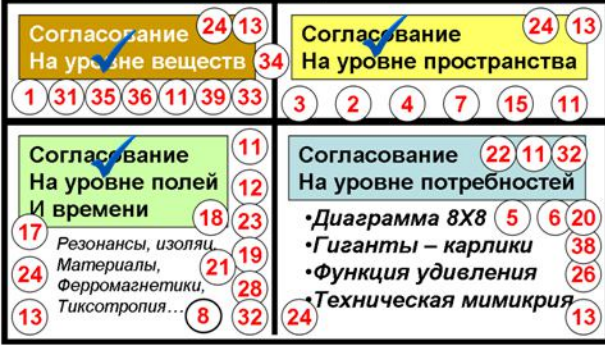 Согласование 24 13
На уровне веществ 34
1 31 35 36 11 39 33
Согласование 24 13
На уровне пространства
3 2 4 7 15 11
Согласование 11
На уровне полей 12
И времени 18 23
17
Резонансы, изоляц. 19
Материалы, 21
24
Ферромагнетики, 28
Тиксотропия... 8 32
13
Согласование 22 11 32
На уровне потребностей
•Диаграмма 8Х8 5 6 20
•Гиганты – карлики 38
•Функция удивления 26
•Техническая мимикрия
24 13